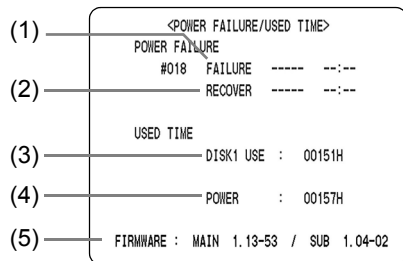 <POWER FAILURE/USED TIME>
(1) POWER FAILURE
#018 FAILURE ----- --:--
(2) RECOVER ----- --:--
USED TIME
(3) DISK1 USE : 00151H
(4) POWER : 00157H
(5) FIRMWARE : MAIN 1.13-53 / SUB 1.04-02